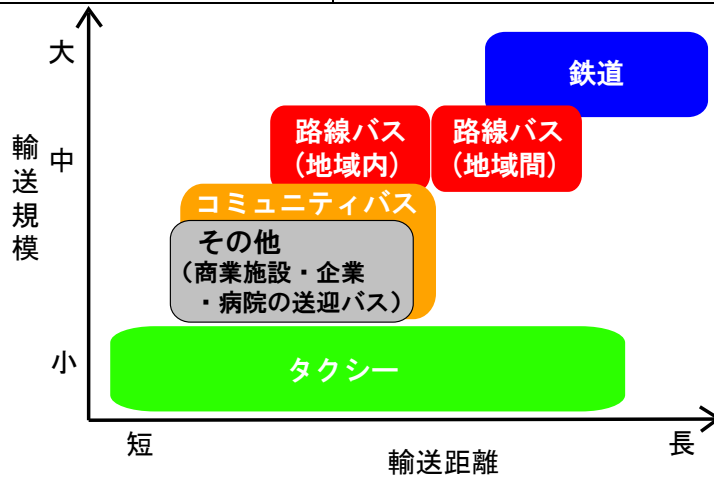 大
鉄道
路線バス
(地域内)
路線バス
(地域間)
輸送規模
中
コミュニティバス
その他
(商業施設・企業
・病院の送迎バス)
小
タクシー
短
長
輸送距離